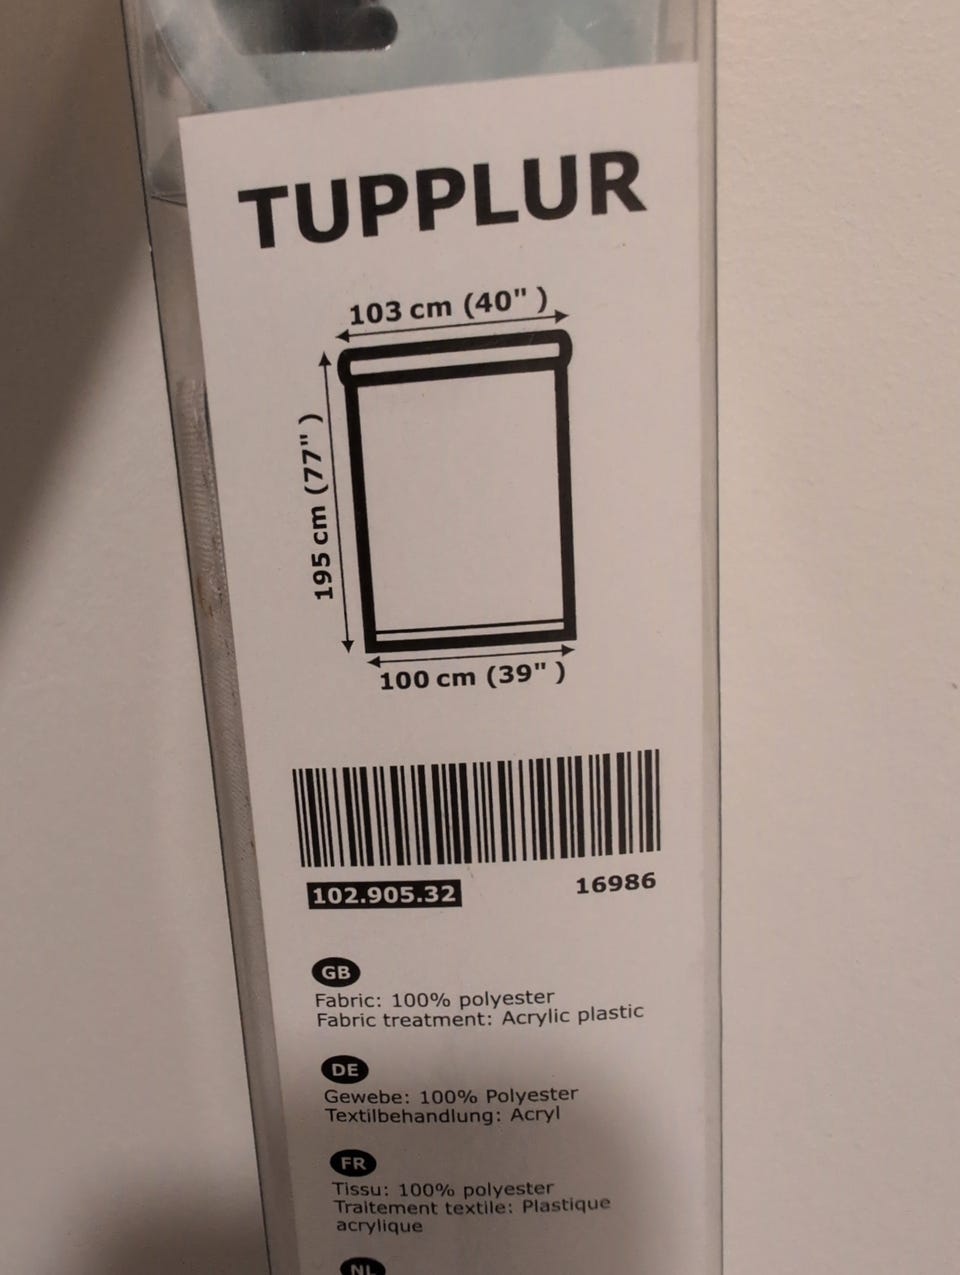 TUPPLUR
103 cm (40" )
195 cm (77" )
100 cm (39" )
102.905.32 16986
GB
Fabric: 100% polyester
Fabric treatment: Acrylic plastic
DE
Gewebe: 100% Polyester
Textilbehandlung: Acryl
FR
Tissu: 100% polyester
Traitement textile: Plastique
acrylique
NL